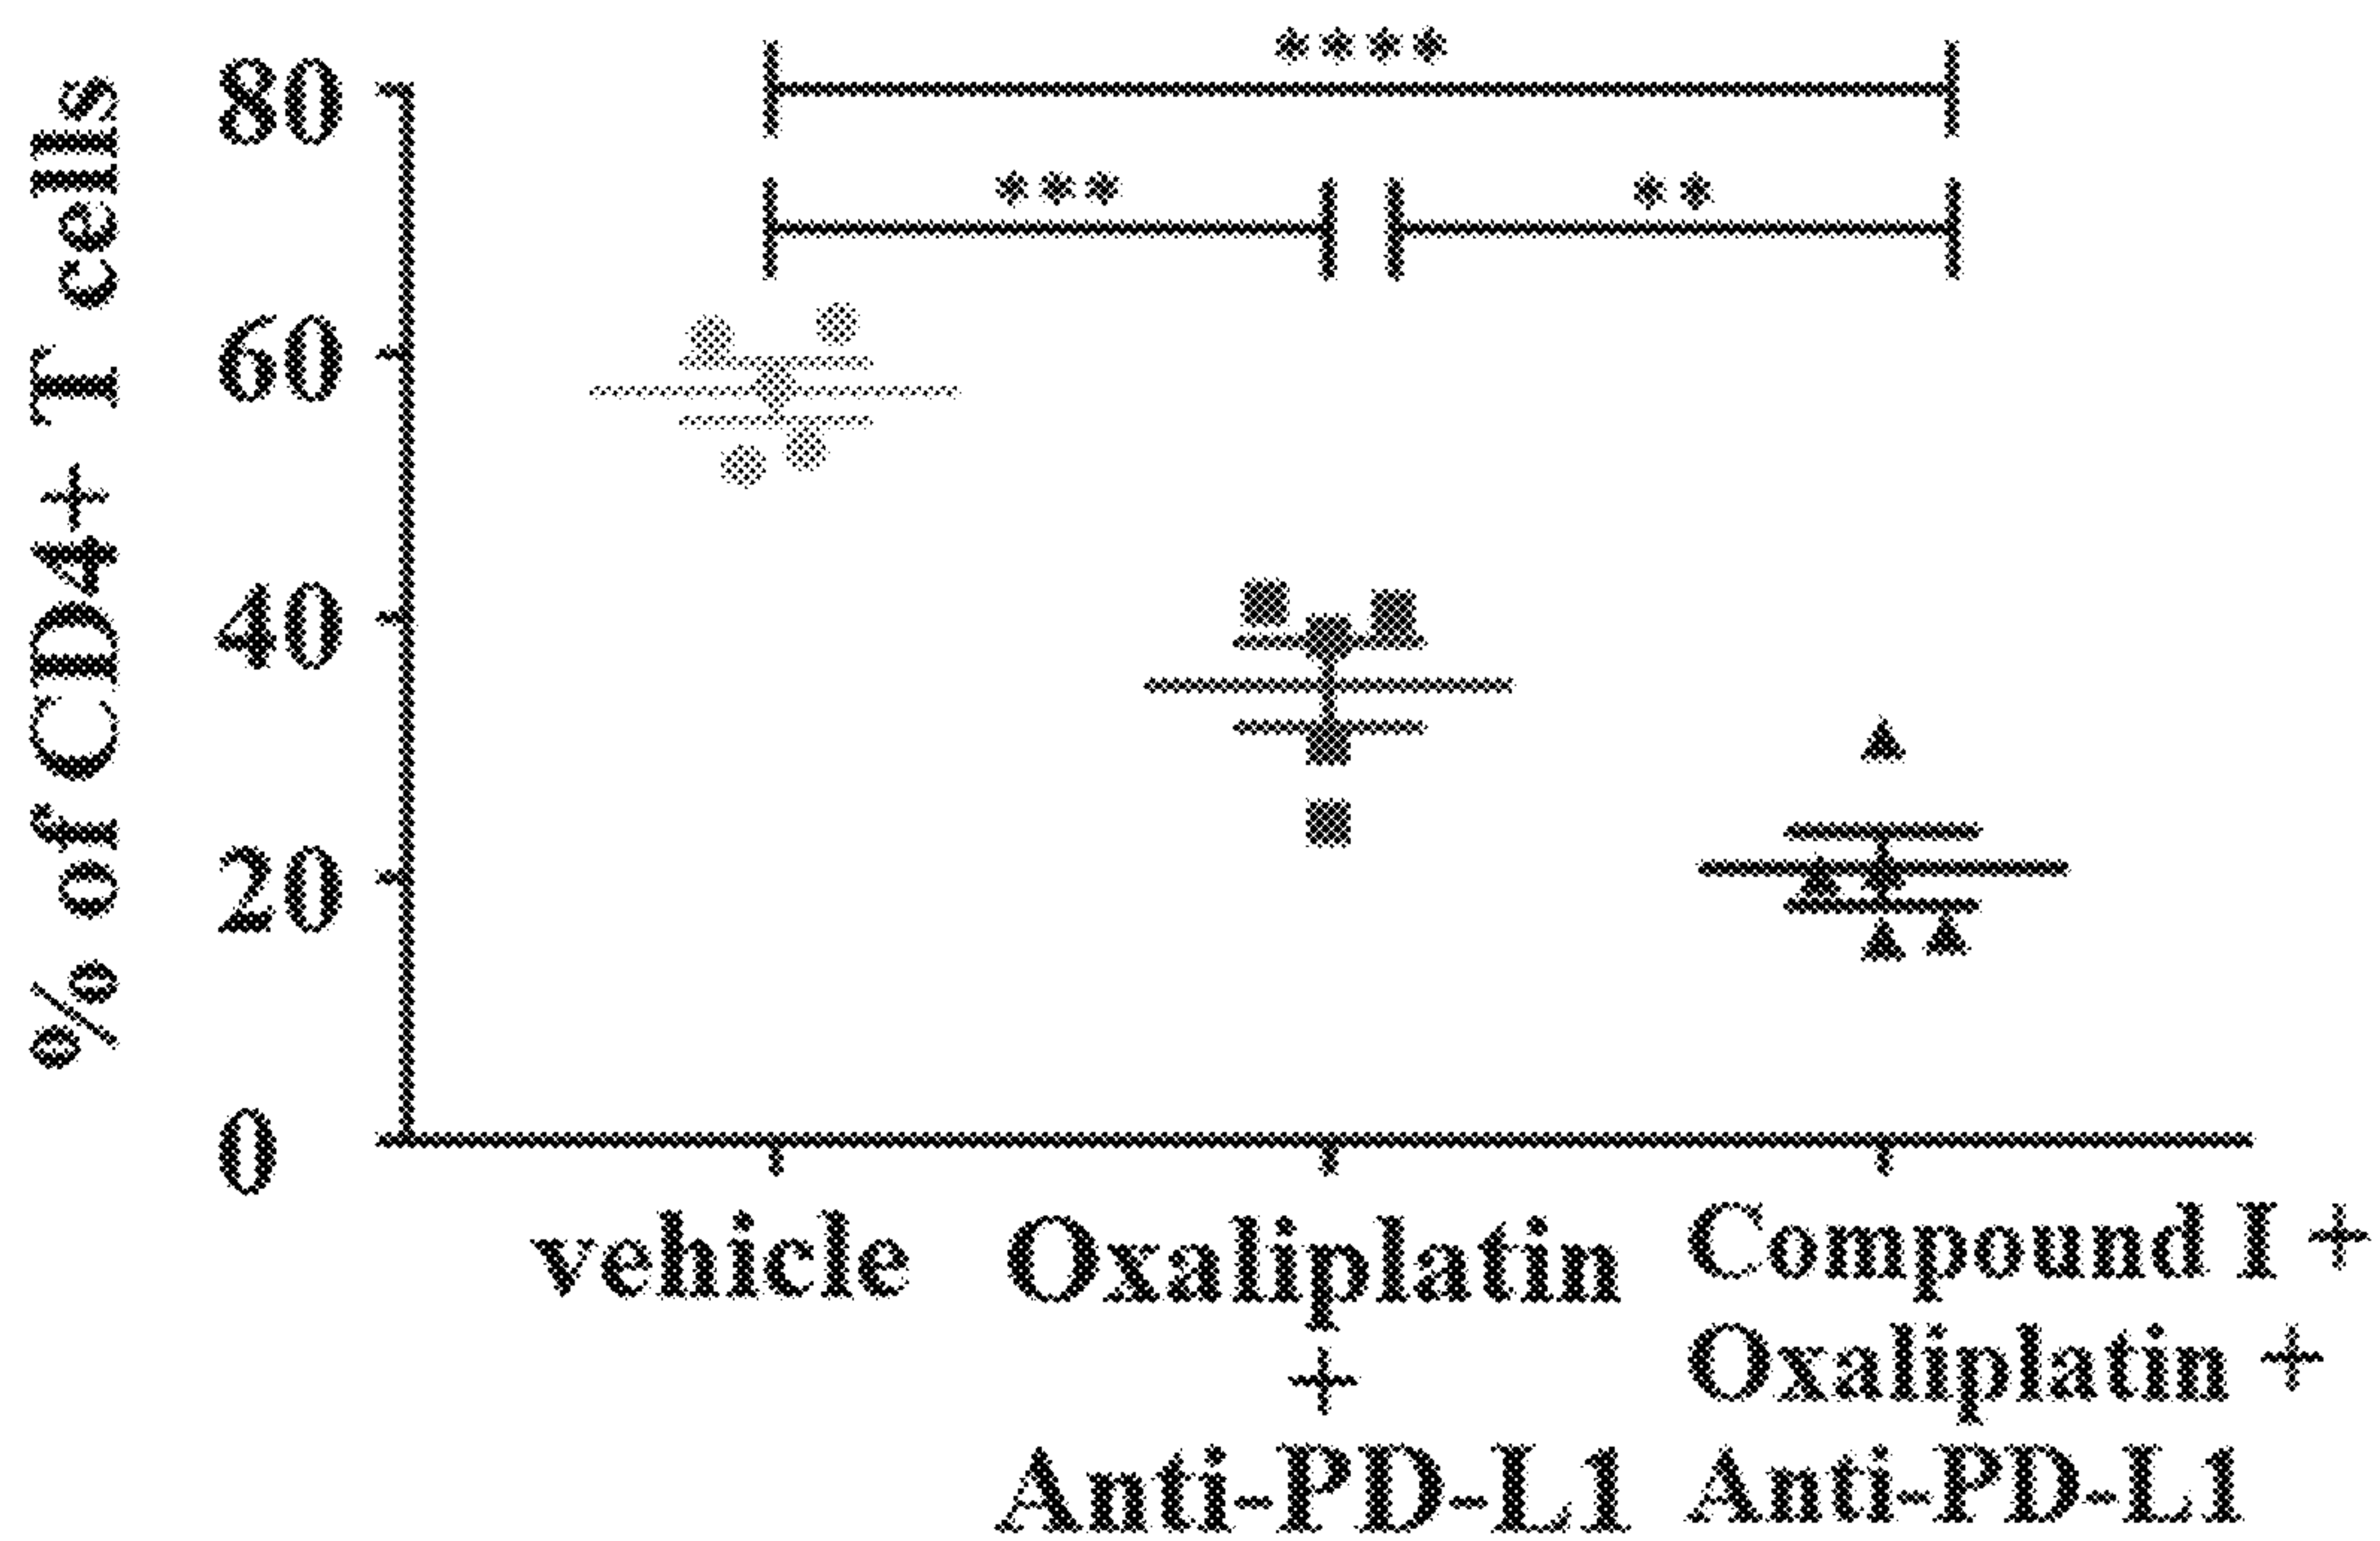 % of CD4+ T cells
80
60
40
20
0
****
***
**
vehicle
Oxaliplatin
+
Anti-PD-L1
Compound I +
Oxaliplatin +
Anti-PD-L1